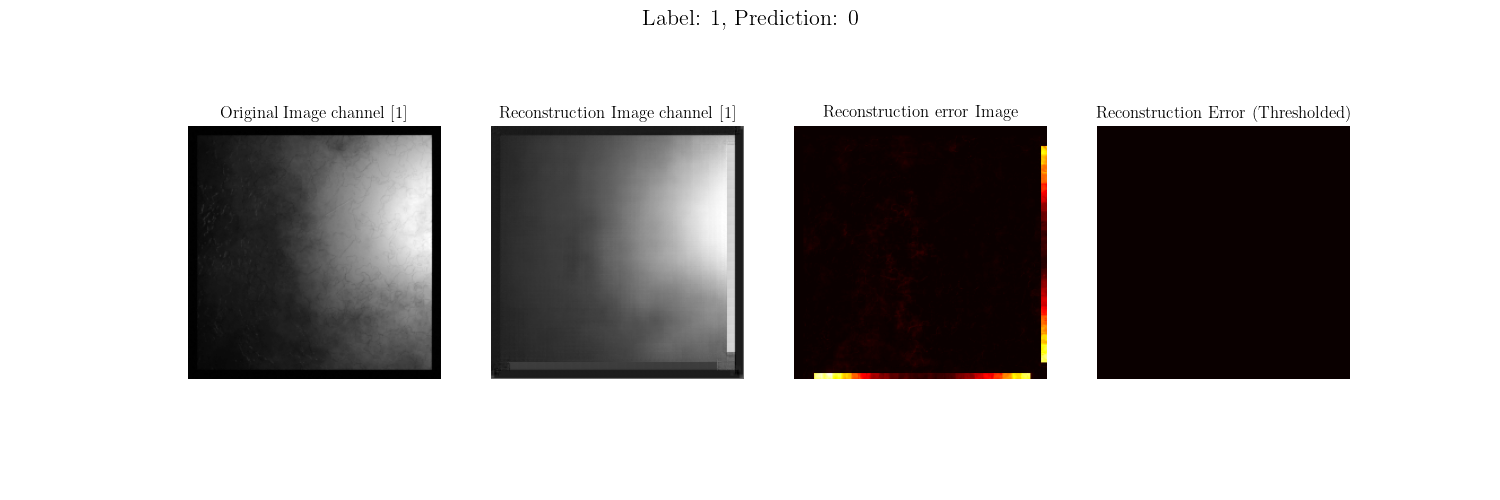 Label: 1, Prediction: 0
Original Image channel [1]
Reconstruction Image channel [1]
Reconstruction error Image
Reconstruction Error (Thresholded)